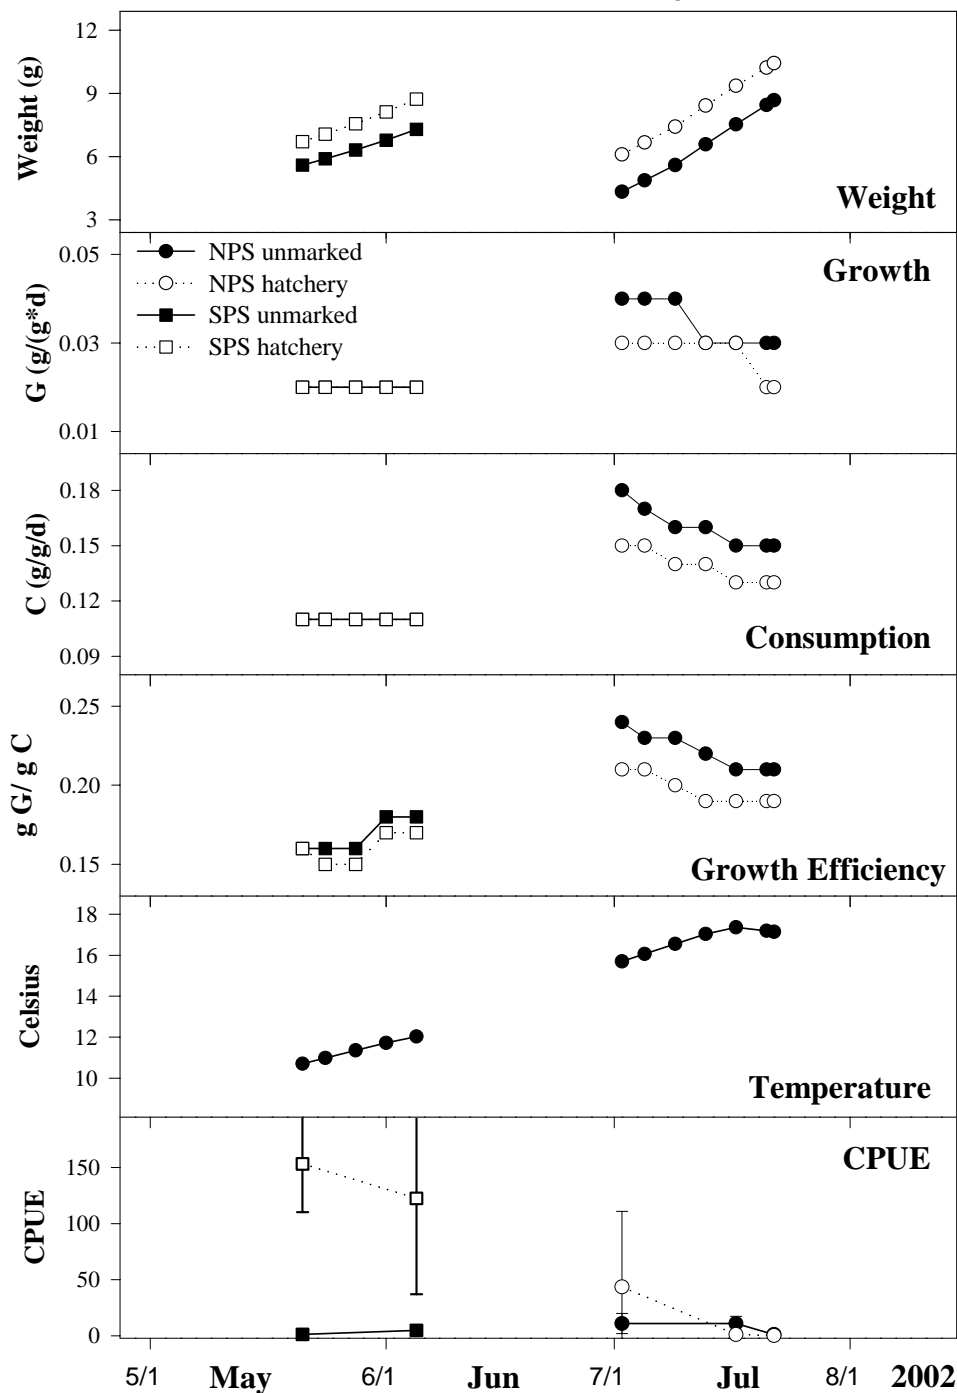 12
9
6
3
Weight (g)
Weight
NPS unmarked
NPS hatchery
SPS unmarked
SPS hatchery
0.05
0.03
0.01
G (g/(g*d)
Growth
0.18
0.15
0.12
0.09
C (g/g/d)
Consumption
0.25
0.20
0.15
g G/ g C
Growth Efficiency
18
16
14
12
10
Celsius
Temperature
150
100
50
0
CPUE
CPUE
5/1 May 6/1 Jun 7/1 Jul 8/1 2002